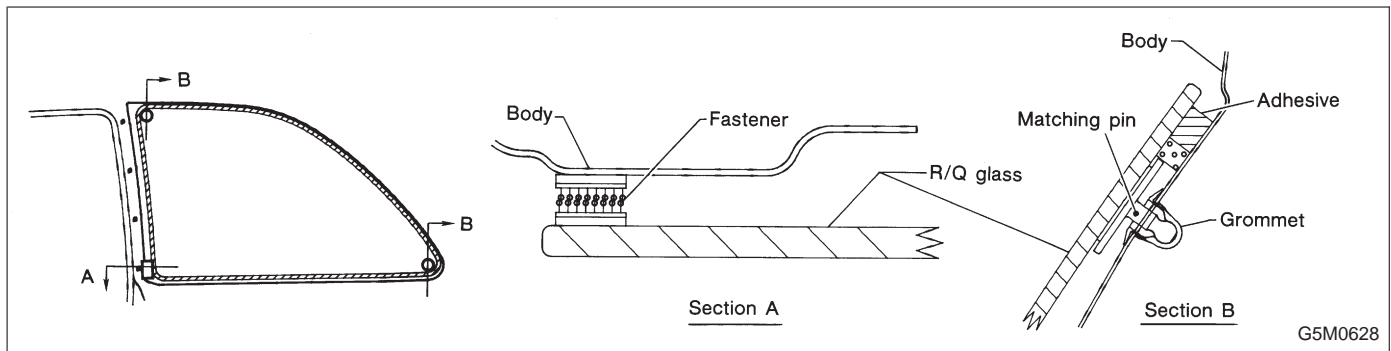 B
B
A
Body
Fastener
R/Q glass
Section A
Body
Adhesive
Matching pin
Grommet
Section B
G5M0628